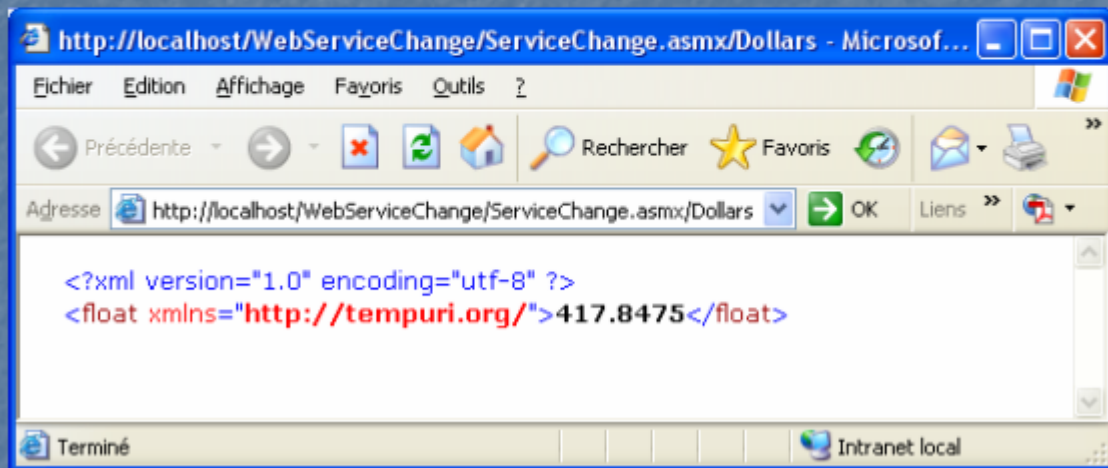 http://localhost/WebServiceChange/ServiceChange.asmx/Dollars - Microsof...
Fichier Edition Affichage Favoris Outils ?
Précédente Rechercher Favoris »
Adresse http://localhost/WebServiceChange/ServiceChange.asmx/Dollars OK Liens »
<?xml version="1.0" encoding="utf-8" ?>
<float xmlns="http://tempuri.org/">417.8475</float>
Terminé Intranet local